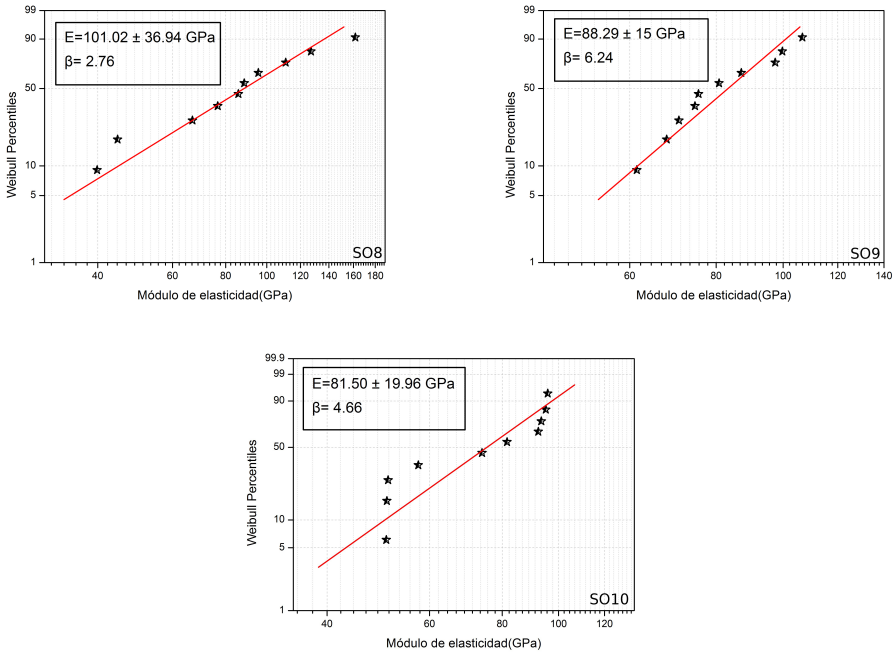 99
90
50
10
5
1
Weibull Percentiles
E=101.02 ± 36.94 GPa
β= 2.76
SO8
40 60 80 100 120 140 160 180
Módulo de elasticidad(GPa)
99
90
50
10
5
1
Weibull Percentiles
E=88.29 ± 15 GPa
β= 6.24
SO9
60 80 100 120 140
Módulo de elasticidad(GPa)
99.9
99
90
50
10
5
1
Weibull Percentiles
E=81.50 ± 19.96 GPa
β= 4.66
SO10
40 60 80 100 120
Módulo de elasticidad(GPa)